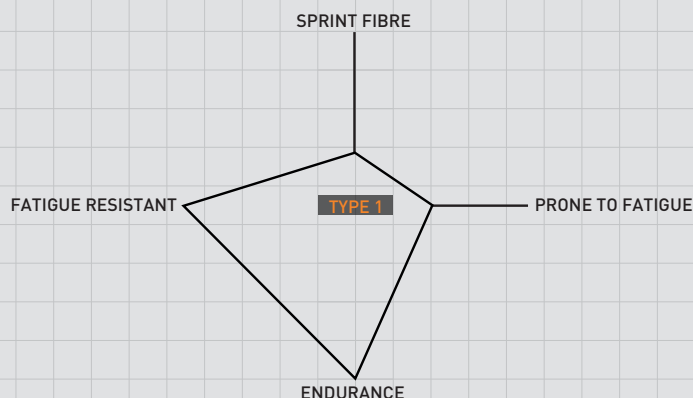 SPRINT FIBRE
FATIGUE RESISTANT
TYPE 1
PRONE TO FATIGUE
ENDURANCE